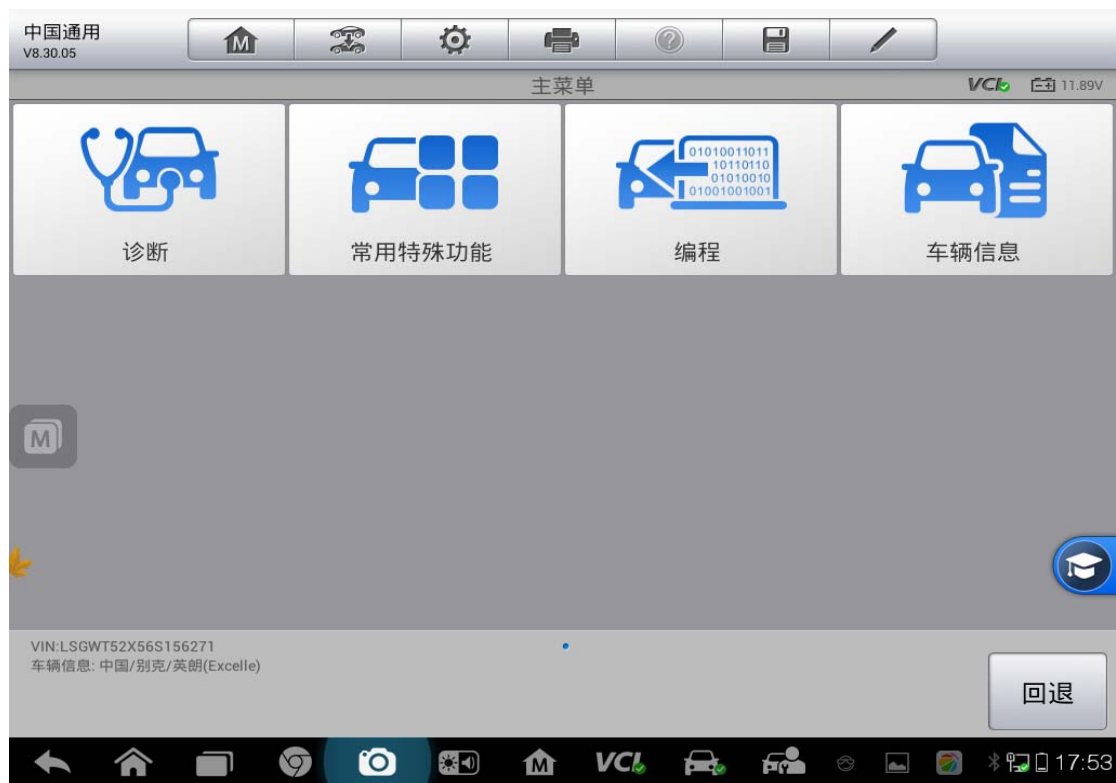 中国通用
V8.30.05
M
主菜单
VCI
11.89V
01010011011
10110110
01010010
01001001001
诊断
常用特殊功能
编程
车辆信息
M
VIN:LSGWT52X56S156271
车辆信息: 中国/别克/英朗(Excelle)
回退
M
VCI
17:53